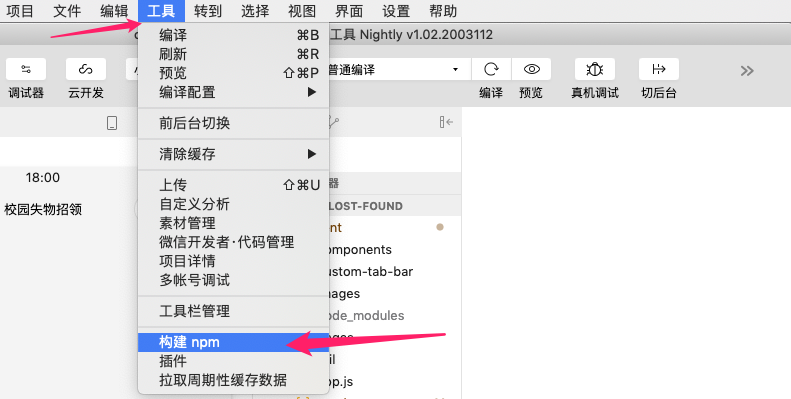 项目 文件 编辑 工具 转到 选择 视图 界面 设置 帮助
工具 Nightly v1.02.2003112
调试器 云开发 普通编译 编译 预览 真机调试 切后台
编译 ⌘B
刷新 ⌘R
预览 ⇧⌘P
编译配置
前后台切换
清除缓存
上传 ⇧⌘U
自定义分析
素材管理
微信开发者·代码管理
项目详情
多帐号调试
工具栏管理
构建 npm
插件
拉取周期性缓存数据
18:00
校园失物招领
器
LOST-FOUND
nt
omponents
ustom-tab-bar
nages
ode_modules
ages
til
pp.js